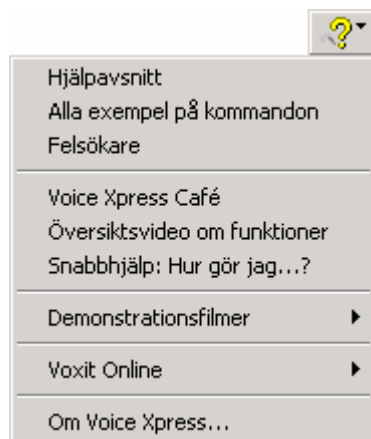 Hjälpavsnitt
Alla exempel på kommandon
Felsökare
Voice Xpress Café
Översiktsvideo om funktioner
Snabbhjälp: Hur gör jag...?
Demonstrationsfilmer
Voxit Online
Om Voice Xpress...